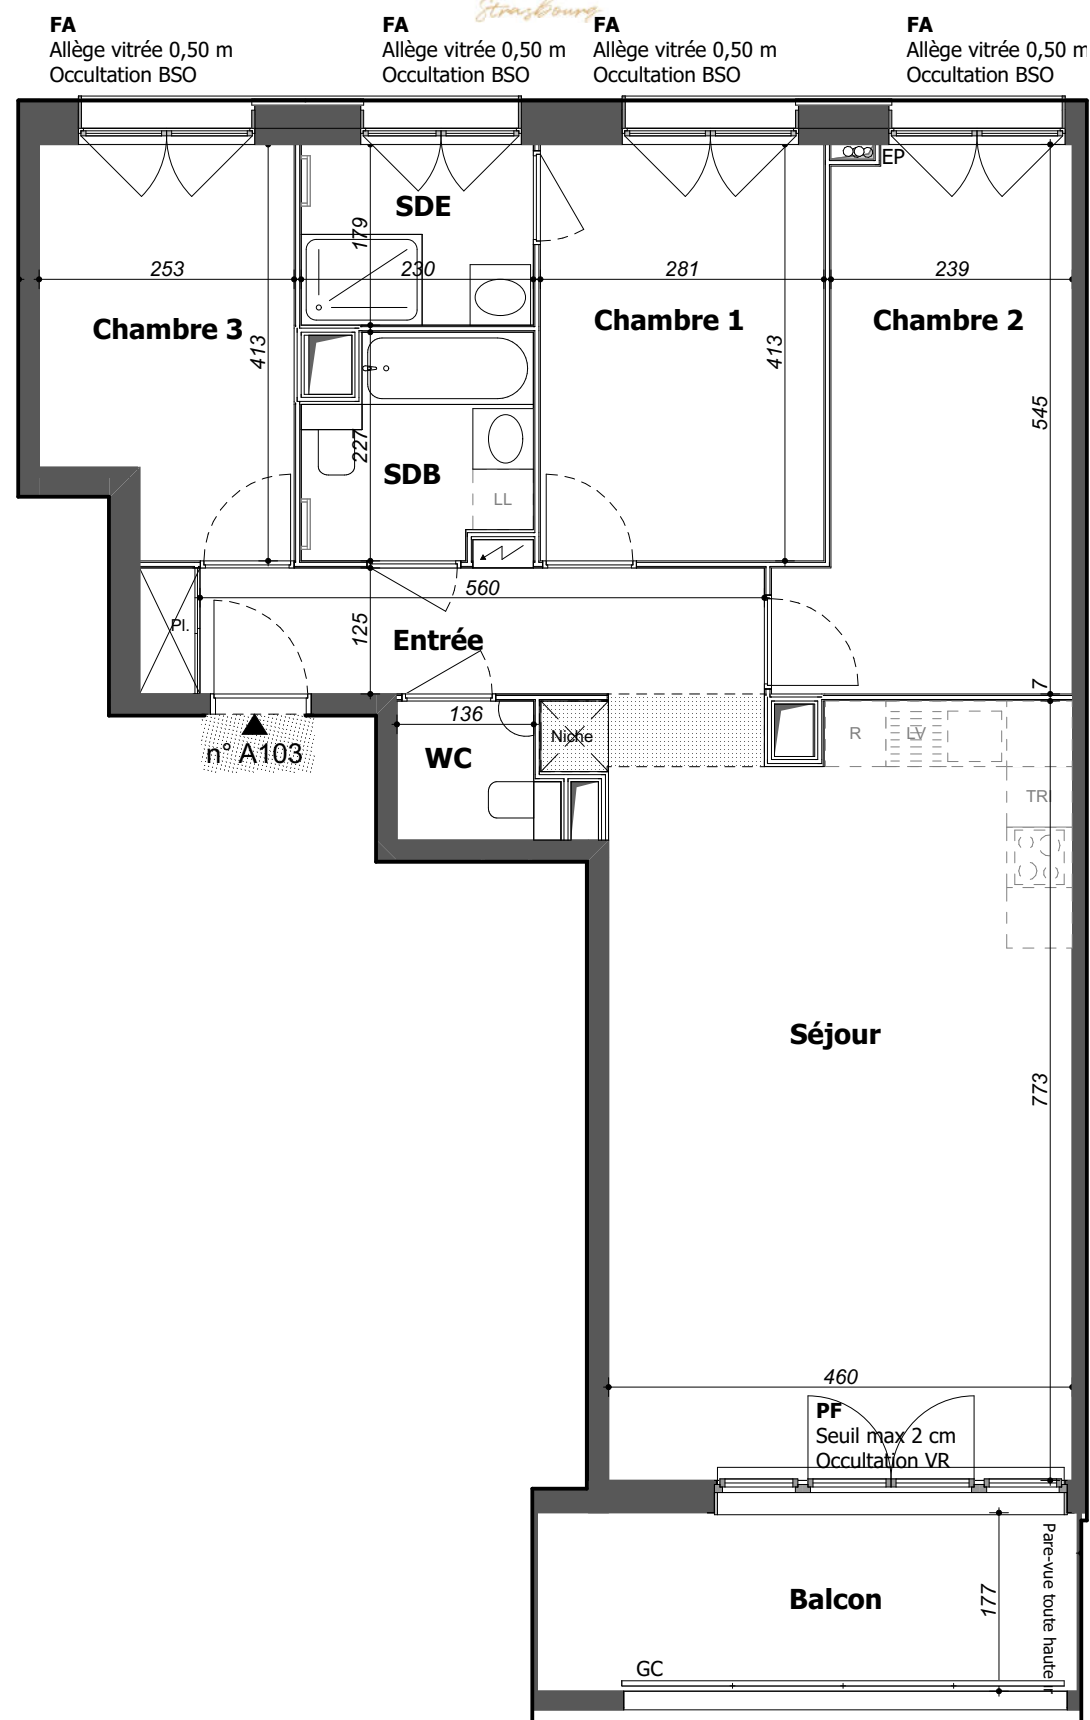 Strasbourg
FA
Allège vitrée 0,50 m
Occultation BSO
FA
Allège vitrée 0,50 m
Occultation BSO
FA
Allège vitrée 0,50 m
Occultation BSO
FA
Allège vitrée 0,50 m
Occultation BSO
EP
SDE
179
253
230
281
239
Chambre 3
Chambre 1
Chambre 2
413
413
545
227
SDB
LL
560
Pl.
125
Entrée
7
136
n° A103
WC
Niche
R
LV
TRI
Séjour
773
460
PF
Seuil max 2 cm
Occultation VR
Pare-vue toute hauteur
Balcon
177
GC